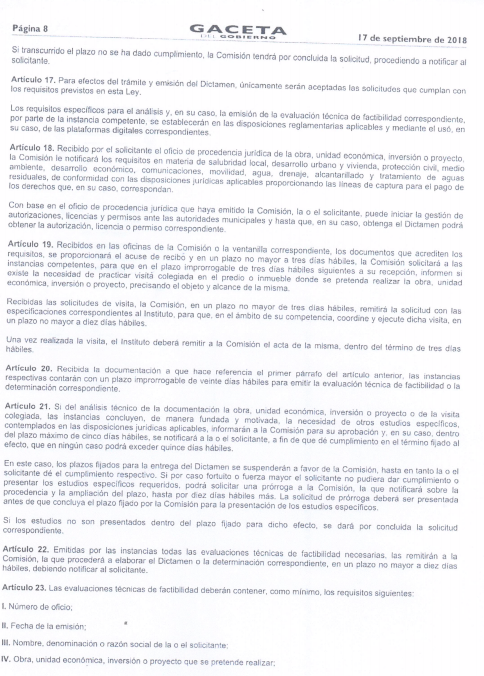 Página 8
GACETA
DEL GOBIERNO
17 de septiembre de 2018
Si transcurrido el plazo no se ha dado cumplimiento, la Comisión tendrá por concluida la solicitud, procediendo a notificar al
solicitante.
Artículo 17. Para efectos del trámite y emisión del Dictamen, únicamente serán aceptadas las solicitudes que cumplan con
los requisitos previstos en esta Ley.
Los requisitos específicos para el análisis y, en su caso, la emisión de la evaluación técnica de factibilidad correspondiente,
por parte de la instancia competente, se establecerán en las disposiciones reglamentarias aplicables y mediante el uso, en
su caso, de las plataformas digitales correspondientes.
Artículo 18. Recibido por el solicitante el oficio de procedencia jurídica de la obra, unidad económica, inversión o proyecto,
la Comisión le notificará los requisitos en materia de salubridad local, desarrollo urbano y vivienda, protección civil, medio
ambiente, desarrollo económico, comunicaciones, movilidad, agua, drenaje, alcantarillado y tratamiento de aguas
residuales, de conformidad con las disposiciones jurídicas aplicables proporcionando las líneas de captura para el pago de
los derechos que, en su caso, correspondan.
Con base en el oficio de procedencia jurídica que haya emitido la Comisión, la o el solicitante, puede iniciar la gestión de
autorizaciones, licencias y permisos ante las autoridades municipales y hasta que, en su caso, obtenga el Dictamen podrá
obtener la autorización, licencia o permiso correspondiente.
Artículo 19. Recibidos en las oficinas de la Comisión o la ventanilla correspondiente, los documentos que acrediten los
requisitos, se proporcionará el acuse de recibo y en un plazo no mayor a tres días hábiles, la Comisión solicitará a las
instancias competentes, para que en el plazo improrrogable de tres días hábiles siguientes a su recepción, informen si
existe la necesidad de practicar visita colegiada en el predio o inmueble donde se pretenda realizar la obra, unidad
económica, inversión o proyecto, precisando el objeto y alcance de la misma.
Recibidas las solicitudes de visita, la Comisión, en un plazo no mayor de tres días hábiles, remitirá la solicitud con las
especificaciones correspondientes al Instituto, para que, en el ámbito de su competencia, coordine y ejecute dicha visita, en
un plazo no mayor a diez días hábiles.
Una vez realizada la visita, el Instituto deberá remitir a la Comisión el acta de la misma, dentro del término de tres días
hábiles.
Artículo 20. Recibida la documentación a que hace referencia el primer párrafo del artículo anterior, las instancias
respectivas contarán con un plazo improrrogable de veinte días hábiles para emitir la evaluación técnica de factibilidad o la
determinación correspondiente.
Artículo 21. Si del análisis técnico de la documentación la obra, unidad económica, inversión o proyecto o de la visita
colegiada, las instancias concluyen, de manera fundada y motivada, la necesidad de otros estudios específicos,
contemplados en las disposiciones jurídicas aplicables, informarán a la Comisión para su aprobación y, en su caso, dentro
del plazo máximo de cinco días hábiles, se notificará a la o el solicitante, a fin de que dé cumplimiento en el término fijado al
efecto, que en ningún caso podrá exceder quince días hábiles.
En este caso, los plazos fijados para la entrega del Dictamen se suspenderán a favor de la Comisión, hasta en tanto la o el
solicitante dé el cumplimiento respectivo. Si por caso fortuito o fuerza mayor el solicitante no pudiera dar cumplimiento o
presentar los estudios específicos requeridos, podrá solicitar una prórroga a la Comisión, la que notificará sobre la
procedencia y la ampliación del plazo, hasta por diez días hábiles más. La solicitud de prórroga deberá ser presentada
antes de que concluya el plazo fijado por la Comisión para la presentación de los estudios específicos.
Si los estudios no son presentados dentro del plazo fijado para dicho efecto, se dará por concluida la solicitud
correspondiente.
Artículo 22. Emitidas por las instancias todas las evaluaciones técnicas de factibilidad necesarias, las remitirán a la
Comisión, la que procederá a elaborar el Dictamen o la determinación correspondiente, en un plazo no mayor a diez días
hábiles, debiendo notificar al solicitante.
Artículo 23. Las evaluaciones técnicas de factibilidad deberán contener, como mínimo, los requisitos siguientes:
I. Número de oficio;
II. Fecha de la emisión;
III. Nombre, denominación o razón social de la o el solicitante;
IV. Obra, unidad económica, inversión o proyecto que se pretende realizar;